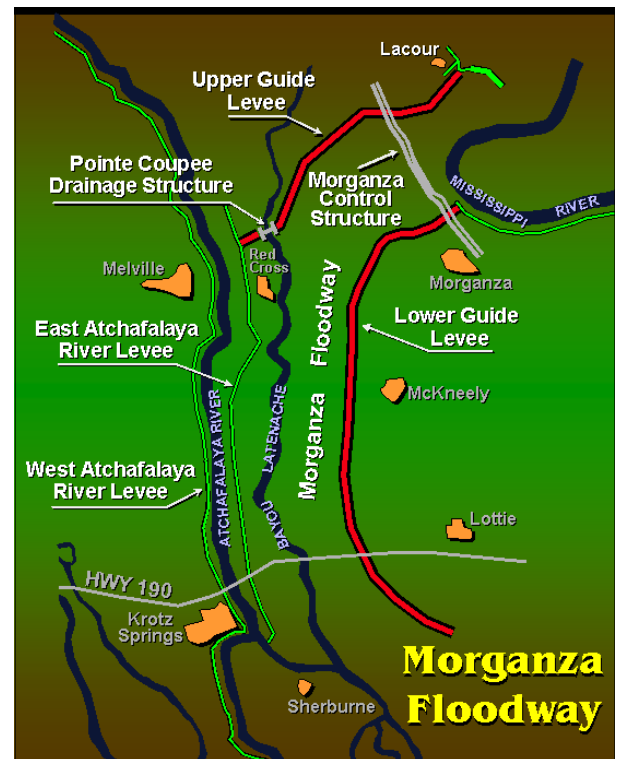 Lacour
Upper Guide
Levee
Pointe Coupee
Drainage Structure
Morganza
Control
Structure
MISSISSIPPI
RIVER
Red
Cross
Melville
Morganza
East Atchafalaya
River Levee
Morganza Floodway
Lower Guide
Levee
McKneely
ATCHAFALAYA RIVER
BAYOU LATENACHE
West Atchafalaya
River Levee
Lottie
HWY 190
Krotz
Springs
Sherburne
Morganza
Floodway